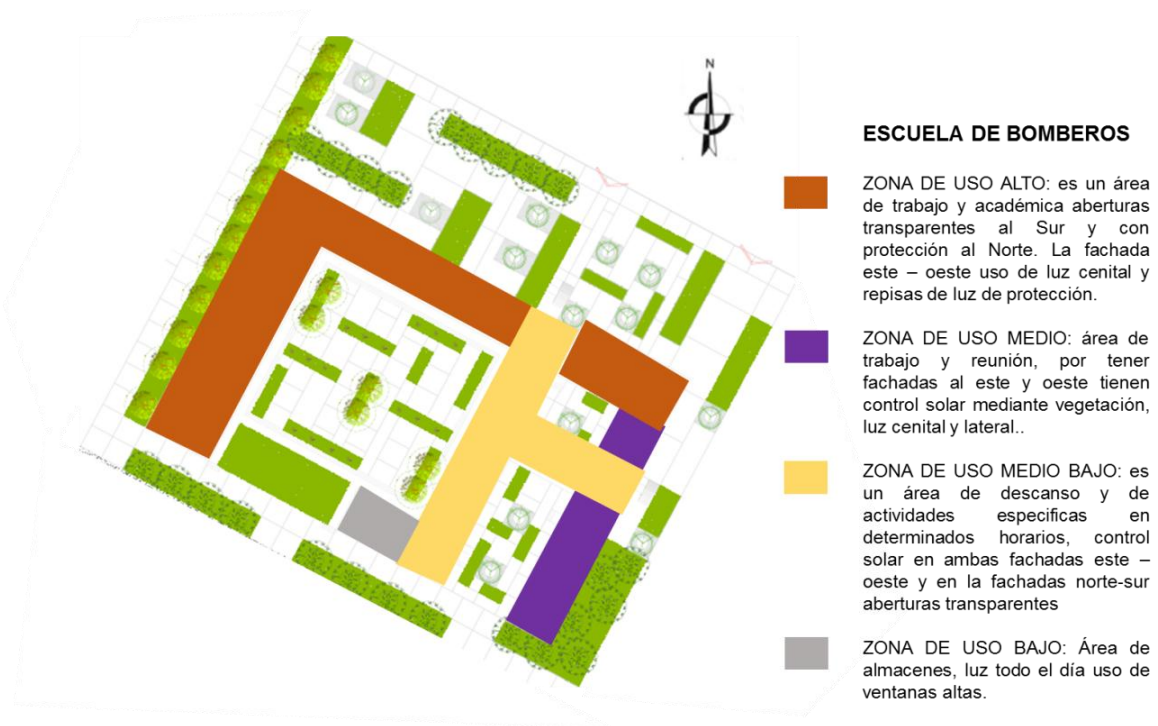 N
ESCUELA DE BOMBEROS
ZONA DE USO ALTO: es un área
de trabajo y académica aberturas
transparentes al Sur y con
protección al Norte. La fachada
este – oeste uso de luz cenital y
repisas de luz de protección.
ZONA DE USO MEDIO: área de
trabajo y reunión, por tener
fachadas al este y oeste tienen
control solar mediante vegetación,
luz cenital y lateral..
ZONA DE USO MEDIO BAJO: es
un área de descanso y de
actividades especificas en
determinados horarios, control
solar en ambas fachadas este –
oeste y en la fachadas norte-sur
aberturas transparentes
ZONA DE USO BAJO: Área de
almacenes, luz todo el día uso de
ventanas altas.